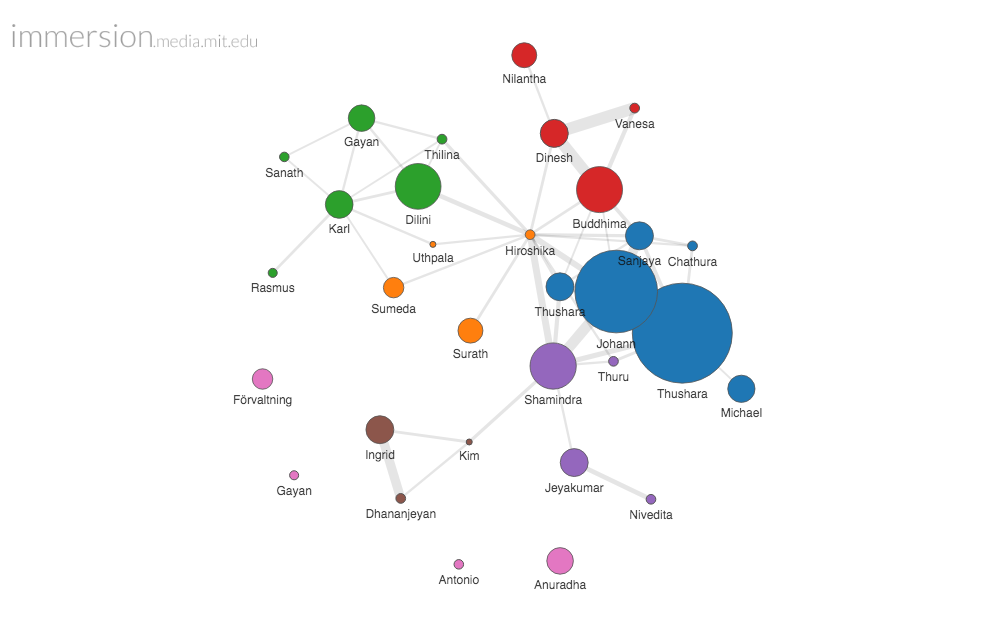 immersion.media.mit.edu
Nilantha
Vanesa
Gayan
Thilina
Dinesh
Sanath
Dilini
Karl
Buddhima
Hiroshika
Uthpala
Sanjaya
Chathura
Rasmus
Sumeda
Thushara
Johann
Surath
Thuru
Thushara
Förvaltning
Shamindra
Michael
Ingrid
Kim
Gayan
Jeyakumar
Dhananjeyan
Nivedita
Antonio
Anuradha